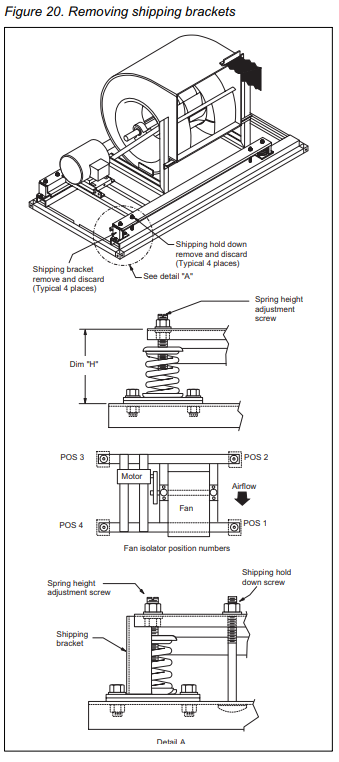 Figure 20. Removing shipping brackets
Shipping hold down
remove and discard
(Typical 4 places)
Shipping bracket
remove and discard
(Typical 4 places)
See detail "A"
Spring height
adjustment
screw
Dim "H"
POS 3
POS 2
Motor
Airflow
Fan
POS 4
POS 1
Fan isolator position numbers
Shipping hold
down screw
Spring height
adjustment screw
Shipping
bracket
Detail A